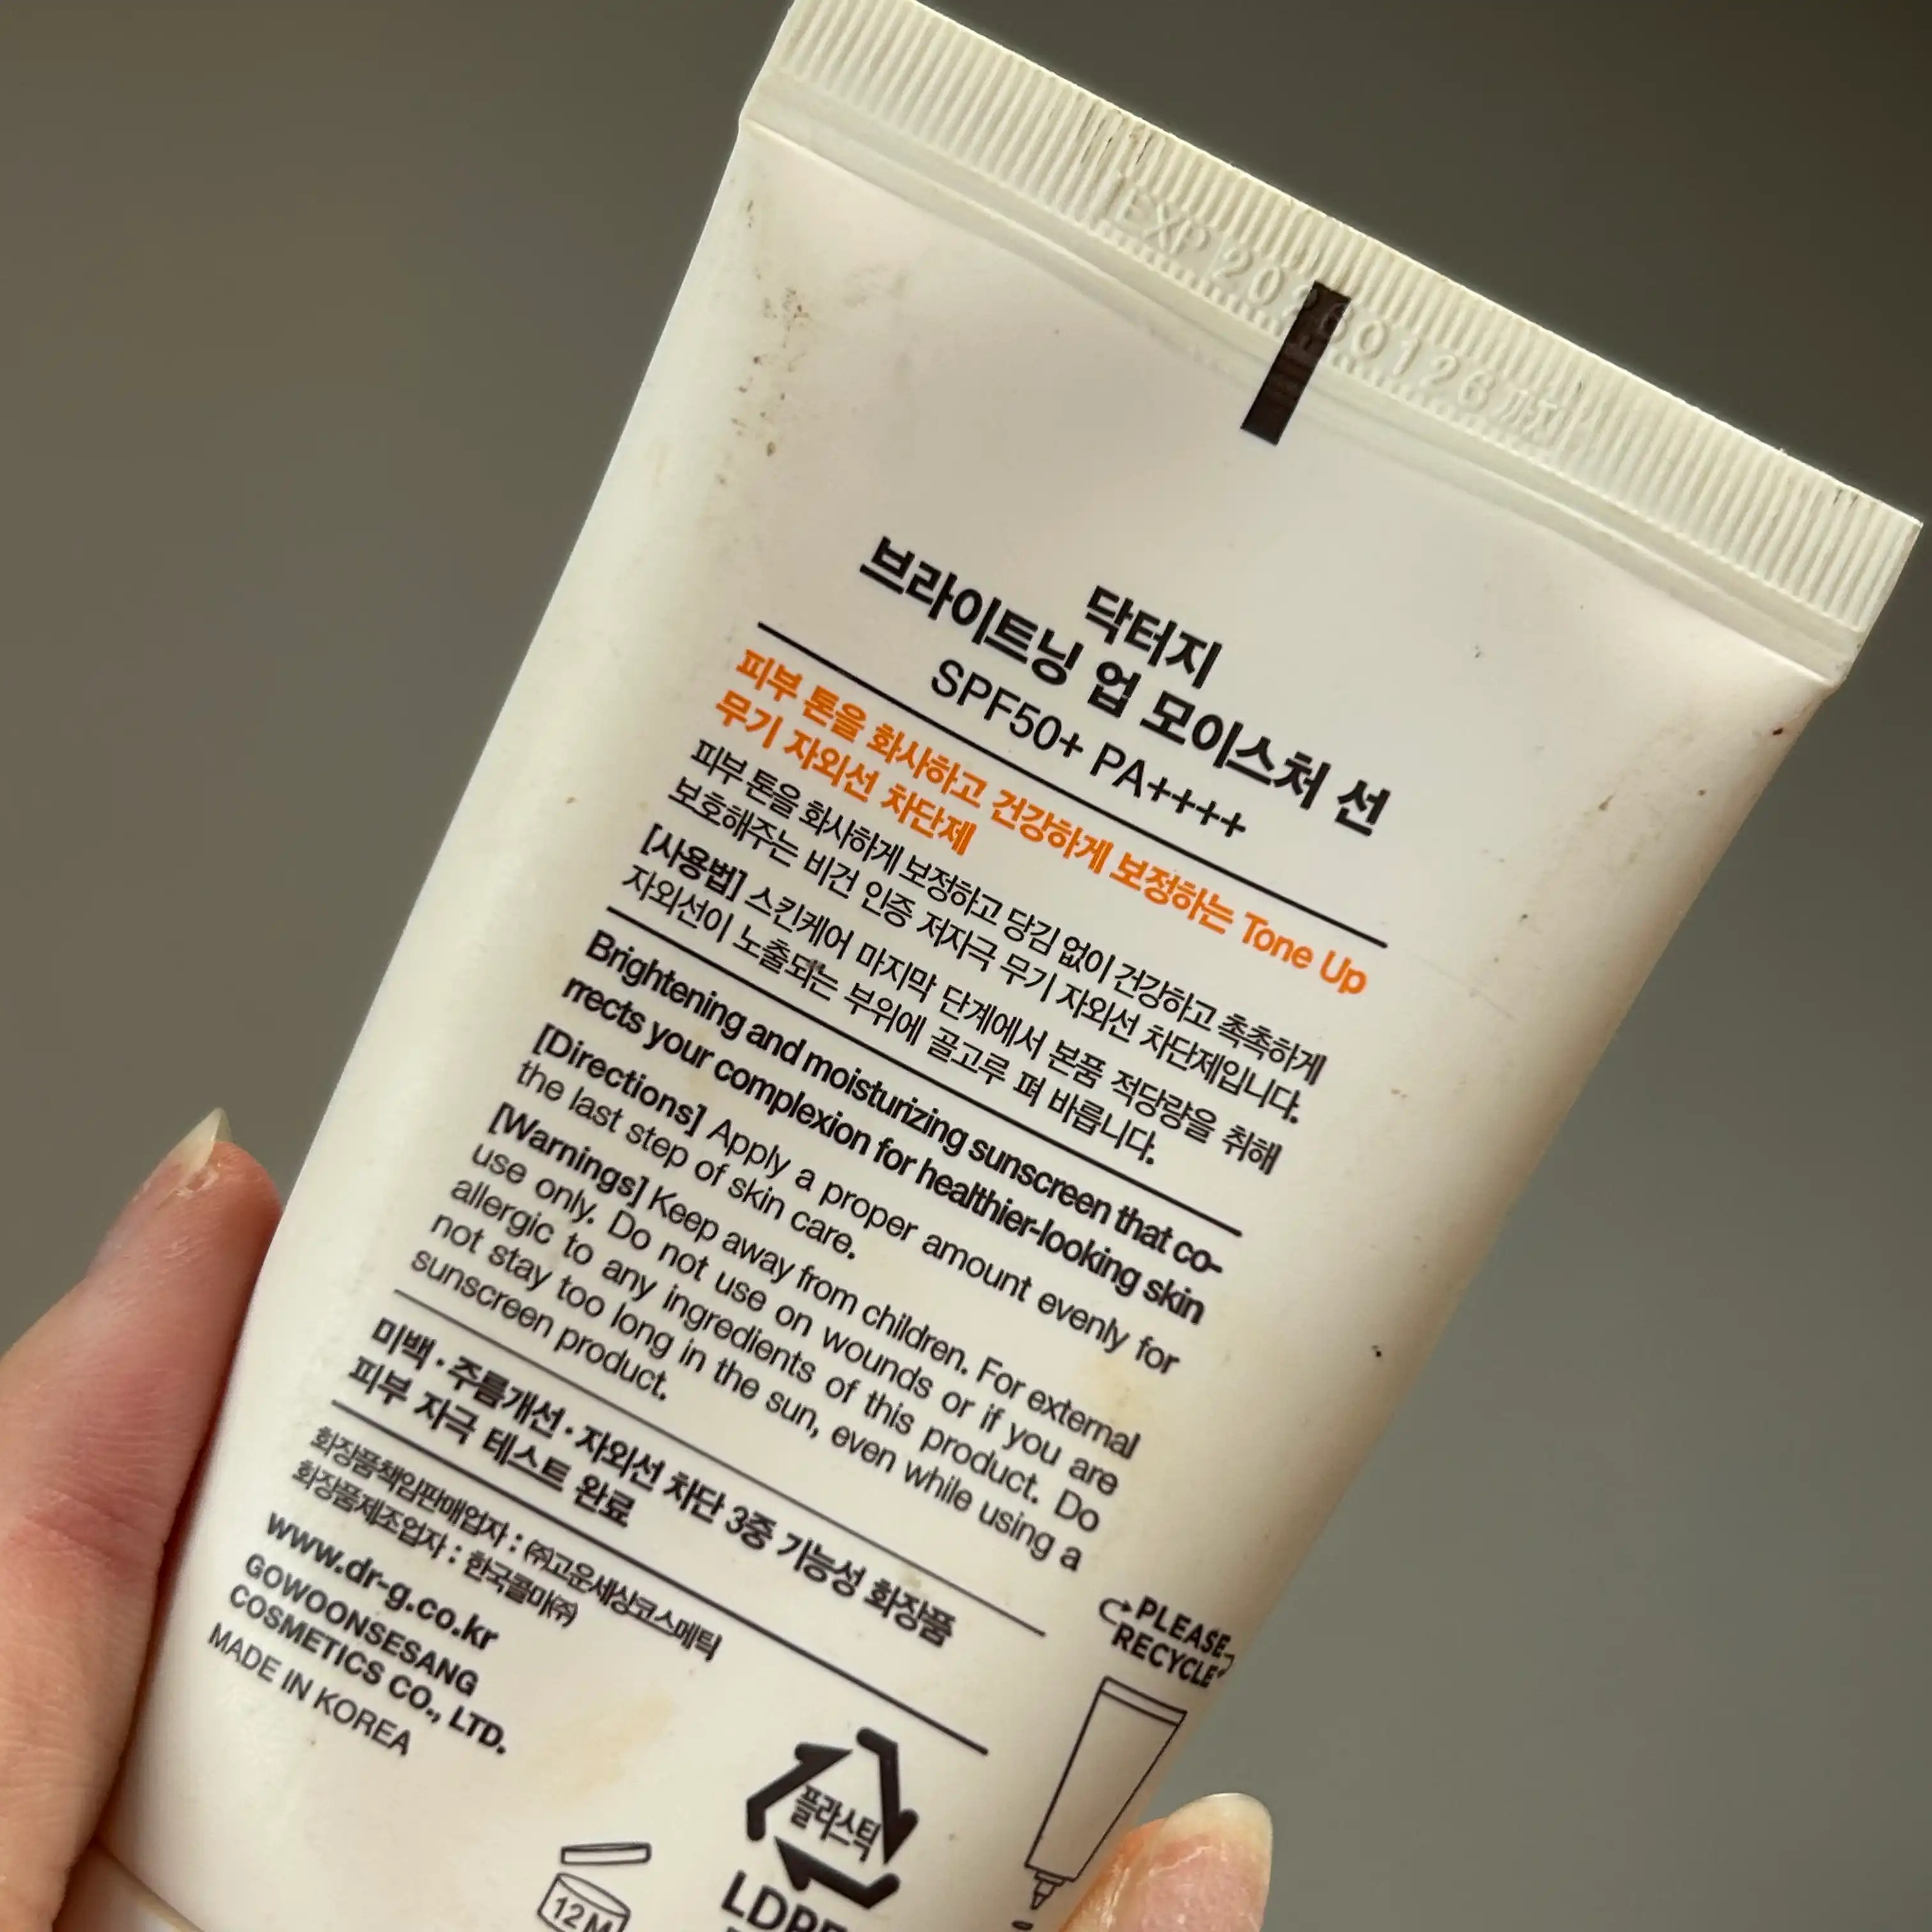 EXP 20260126 까지
닥터지
브라이트닝 업 모이스처 선
SPF50+ PA++++
피부 톤을 화사하고 건강하게 보정하는 Tone Up
무기 자외선 차단제
피부 톤을 화사하게 보정하고 당김 없이 건강하고 촉촉하게
보호해주는 비건 인증 저자극 무기 자외선 차단제입니다.
[사용법] 스킨케어 마지막 단계에서 본품 적당량을 취해
자외선이 노출되는 부위에 골고루 펴 바릅니다.
Brightening and moisturizing sunscreen that co-
rrects your complexion for healthier-looking skin
[Directions] Apply a proper amount evenly for
the last step of skin care.
[Warnings] Keep away from children. For external
use only. Do not use on wounds or if you are
allergic to any ingredients of this product. Do
not stay too long in the sun, even while using a
sunscreen product.
미백·주름개선·자외선 차단 3중 기능성 화장품
피부 자극 테스트 완료
화장품책임판매업자 : ㈜고운세상코스메틱
화장품제조업자 : 한국콜마㈜
www.dr-g.co.kr
GOWOONSESANG
COSMETICS CO., LTD.
MADE IN KOREA
PLEASE
RECYCLE
플라스틱
LDPE
12M